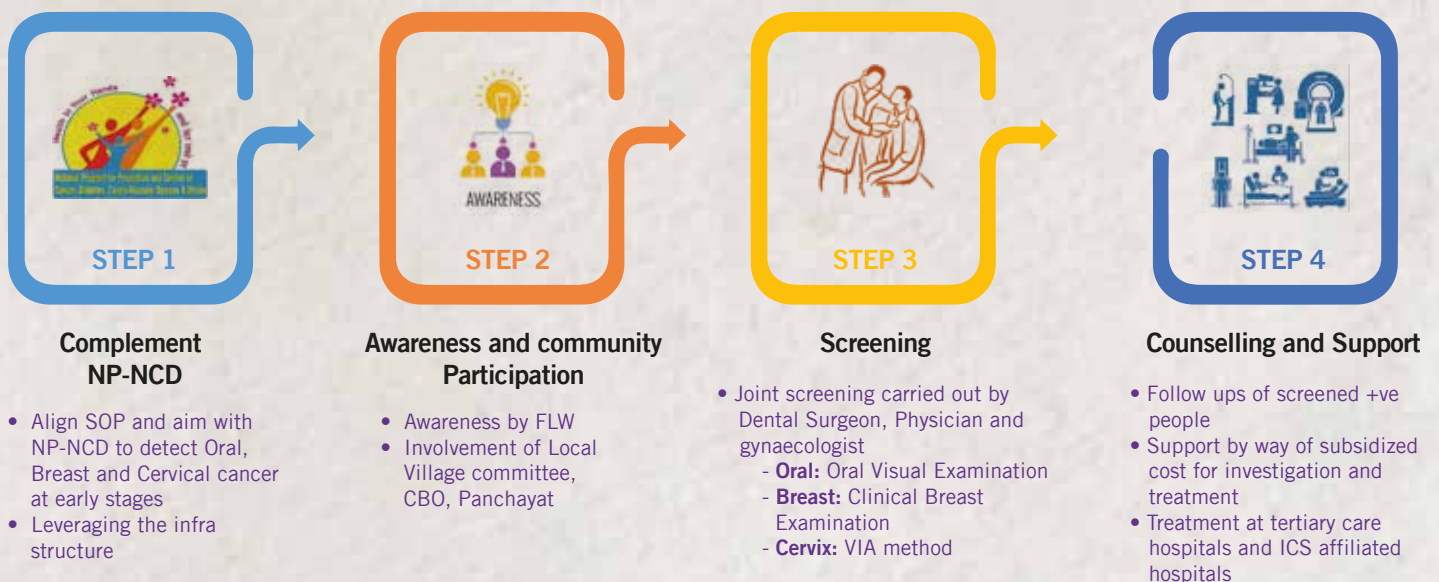 Health in Your Hands
STEP 1
Complement
NP-NCD
• Align SOP and aim with
NP-NCD to detect Oral,
Breast and Cervical cancer
at early stages
• Leveraging the infra
structure
AWARENESS
STEP 2
Awareness and community
Participation
• Awareness by FLW
• Involvement of Local
Village committee,
CBO, Panchayat
STEP 3
Screening
• Joint screening carried out by
Dental Surgeon, Physician and
gynaecologist
- Oral: Oral Visual Examination
- Breast: Clinical Breast
Examination
- Cervix: VIA method
STEP 4
Counselling and Support
• Follow ups of screened +ve
people
• Support by way of subsidized
cost for investigation and
treatment
• Treatment at tertiary care
hospitals and ICS affiliated
hospitals